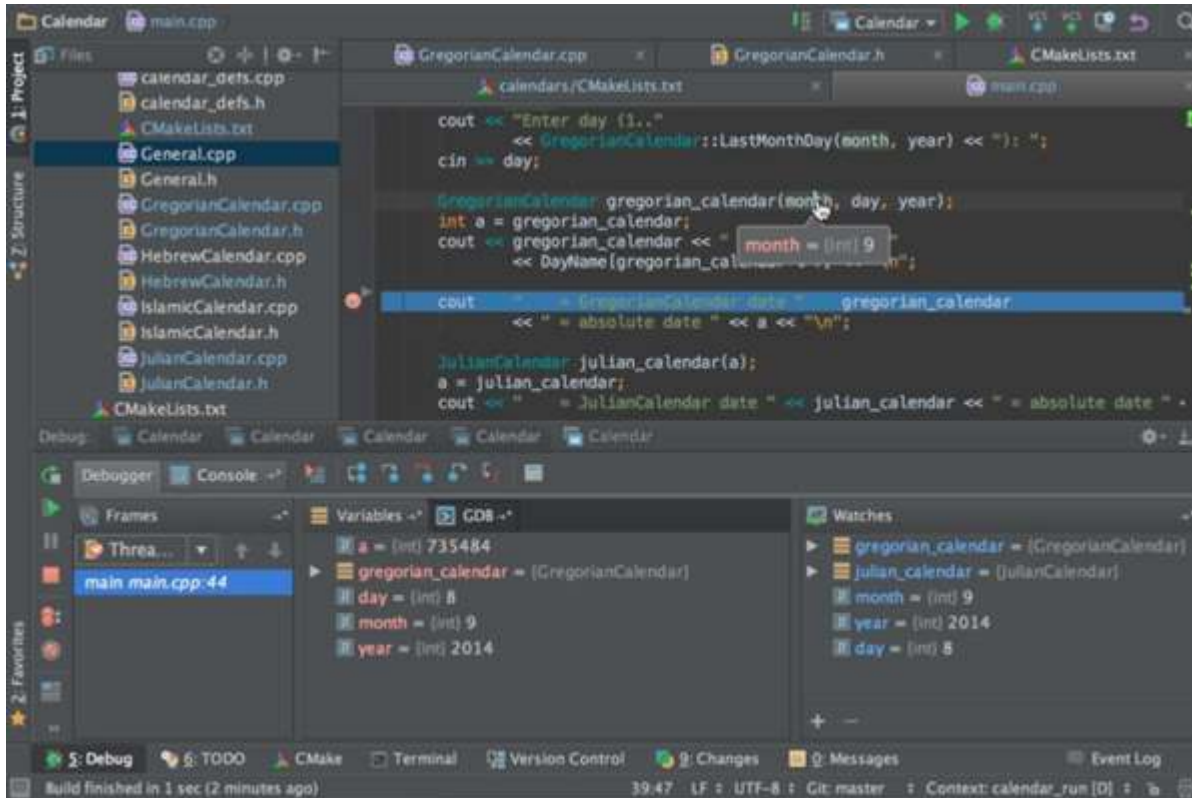 Calendar main.cpp Calendar
1: Project
2: Structure
2: Favorites
Files
calendar_defs.cpp
calendar_defs.h
CMakeLists.txt
General.cpp
General.h
GregorianCalendar.cpp
GregorianCalendar.h
HebrewCalendar.cpp
HebrewCalendar.h
IslamicCalendar.cpp
IslamicCalendar.h
JulianCalendar.cpp
JulianCalendar.h
CMakeLists.txt
GregorianCalendar.cpp GregorianCalendar.h CMakeLists.txt
calendars/CMakeLists.txt main.cpp
cout << "Enter day (1.."
<< GregorianCalendar::LastMonthDay(month, year) << "): ";
cin >> day;
GregorianCalendar gregorian_calendar(month, day, year);
int a = gregorian_calendar;
cout << gregorian_calendar << "
month = {int} 9
<< DayName[gregorian_cal
cout = GregorianCalendar date " gregorian_calendar
<< " = absolute date " << a << "\n";
JulianCalendar julian_calendar(a);
a = julian_calendar;
cout << " = JulianCalendar date " << julian_calendar << " = absolute date "
Debug: Calendar Calendar Calendar Calendar Calendar
Debugger Console
Frames
Threa...
main main.cpp:44
Variables GDB
a = {int} 735484
gregorian_calendar = {GregorianCalendar}
day = {int} 8
month = {int} 9
year = {int} 2014
Watches
gregorian_calendar = {GregorianCalendar}
julian_calendar = {JulianCalendar}
month = {int} 9
year = {int} 2014
day = {int} 8
5: Debug 6: TODO CMake Terminal Version Control 9: Changes 0: Messages Event Log
Build finished in 1 sec (2 minutes ago) 39:47 LF UTF-8 Git: master Context: calendar_run [D]